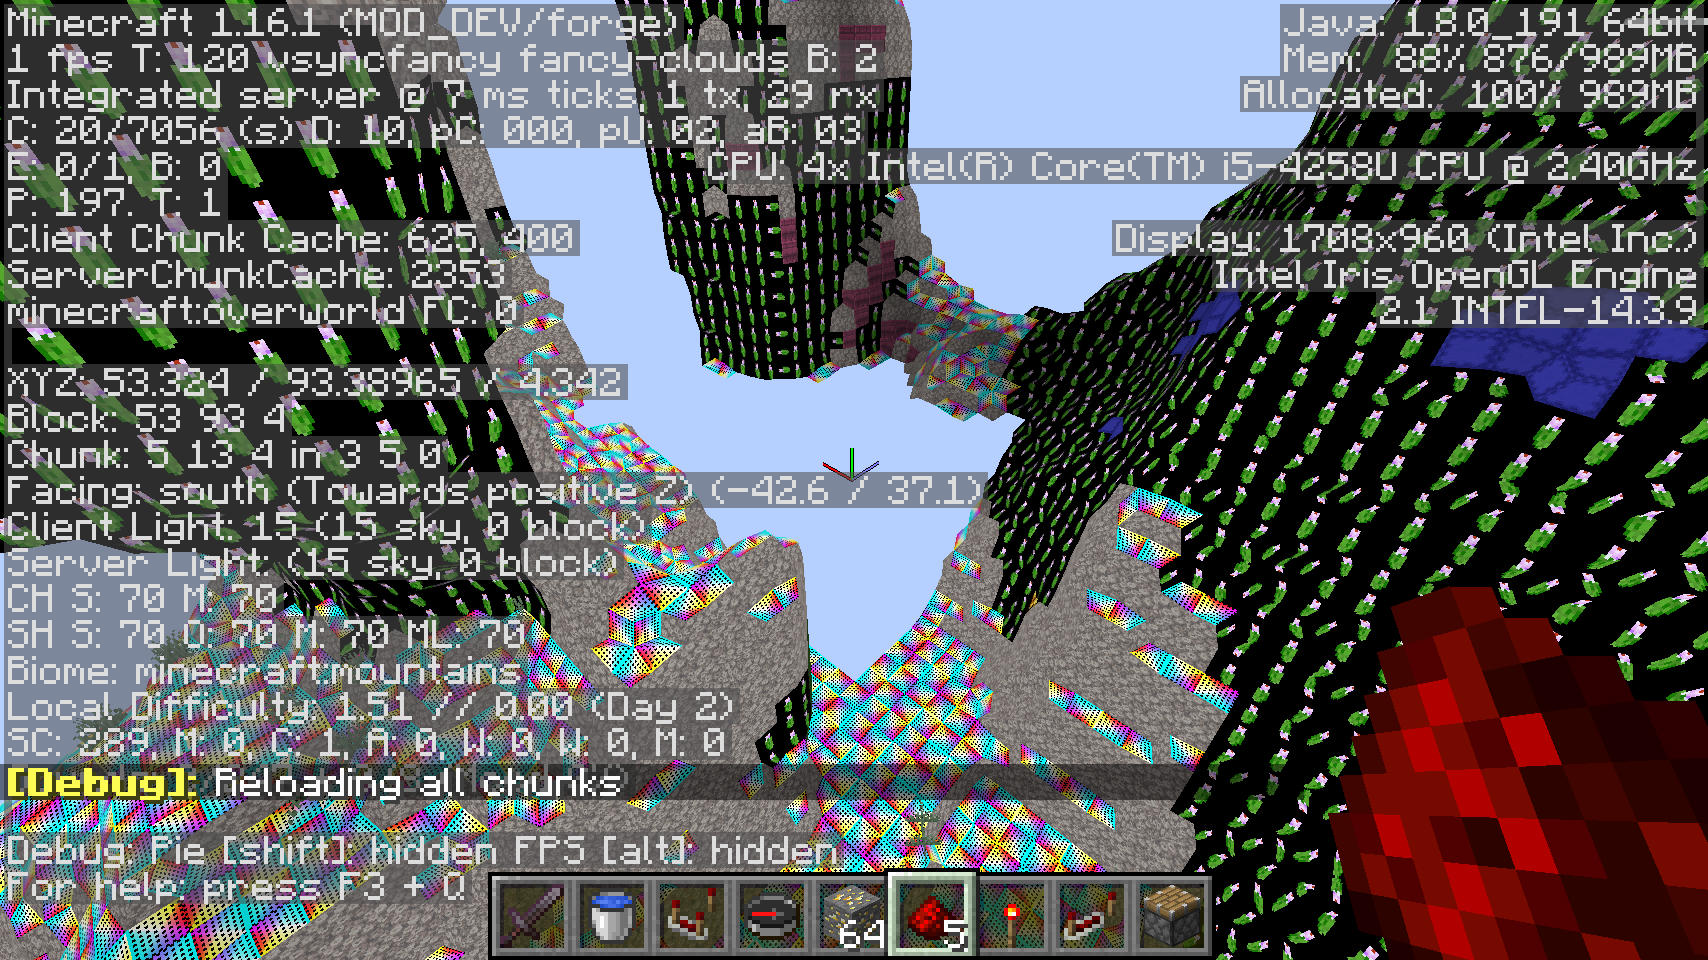 Minecraft 1.16.1 (MOD_DEV/forge)
1 fps T: 120 vsyncfancy fancy-clouds B: 2
Integrated server @ 7 ms ticks, 1 tx, 29 rx
C: 20/7056 (s) D: 10, pC: 000, pU: 02, aB: 03
E: 0/1, B: 0
P: 197. T: 1
Client Chunk Cache: 625, 400
ServerChunkCache: 2353
minecraft:overworld FC: 0
XYZ: 53.324 / 93.38965 / 4.342
Block: 53 93 4
Chunk: 5 13 4 in 3 5 0
Facing: south (Towards positive Z) (-42.6 / 37.1)
Client Light: 15 (15 sky, 0 block)
Server Light: (15 sky, 0 block)
CH S: 70 M: 70
SH S: 70 O: 70 M: 70 ML: 70
Biome: minecraft:mountains
Local Difficulty: 1.51 // 0.00 (Day 2)
SC: 289, M: 0, C: 1, A: 0, W: 0, W: 0, M: 0
[Debug]: Reloading all chunks
Debug: Pie [shift]: hidden FPS [alt]: hidden
For help: press F3 + Q
Java: 1.8.0_191 64bit
Mem: 88% 876/989MB
Allocated: 100% 989MB
CPU: 4x Intel(R) Core(TM) i5-4258U CPU @ 2.40GHz
Display: 1708x960 (Intel Inc.)
Intel Iris OpenGL Engine
2.1 INTEL-14.3.9
64
5